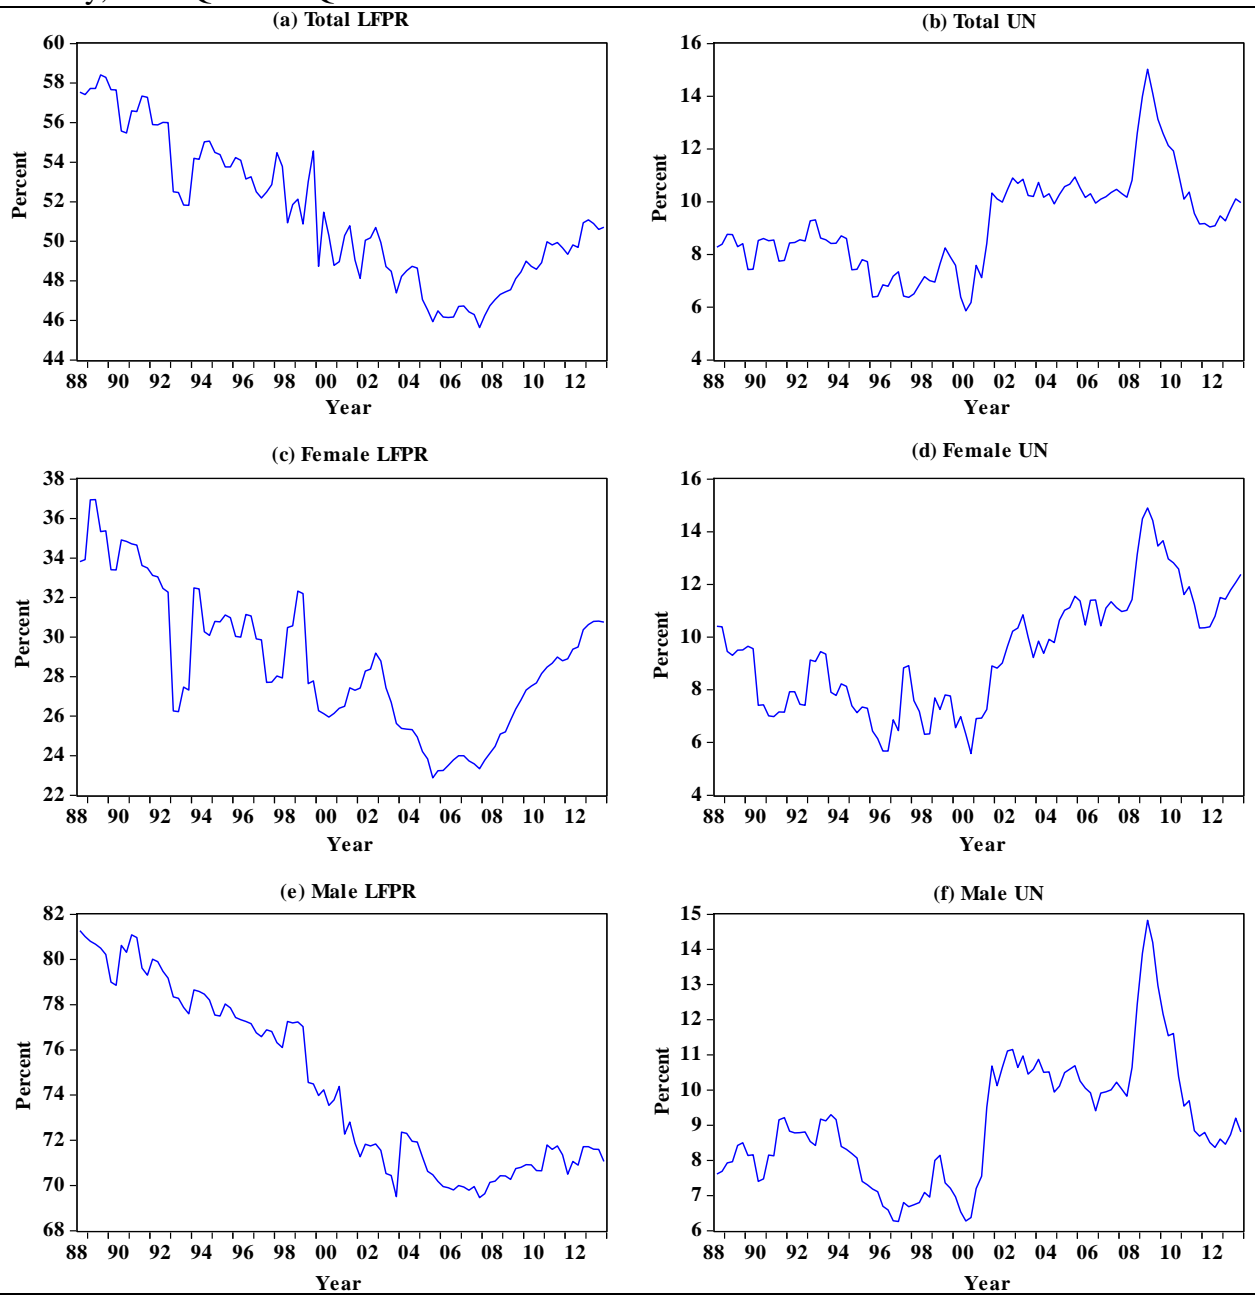 (a) Total LFPR
60
58
56
54
52
50
48
46
44
Percent
88 90 92 94 96 98 00 02 04 06 08 10 12
Year
(b) Total UN
16
14
12
10
8
6
4
Percent
88 90 92 94 96 98 00 02 04 06 08 10 12
Year
(c) Female LFPR
38
36
34
32
30
28
26
24
22
Percent
88 90 92 94 96 98 00 02 04 06 08 10 12
Year
(d) Female UN
16
14
12
10
8
6
4
Percent
88 90 92 94 96 98 00 02 04 06 08 10 12
Year
(e) Male LFPR
82
80
78
76
74
72
70
68
Percent
88 90 92 94 96 98 00 02 04 06 08 10 12
Year
(f) Male UN
15
14
13
12
11
10
9
8
7
6
Percent
88 90 92 94 96 98 00 02 04 06 08 10 12
Year